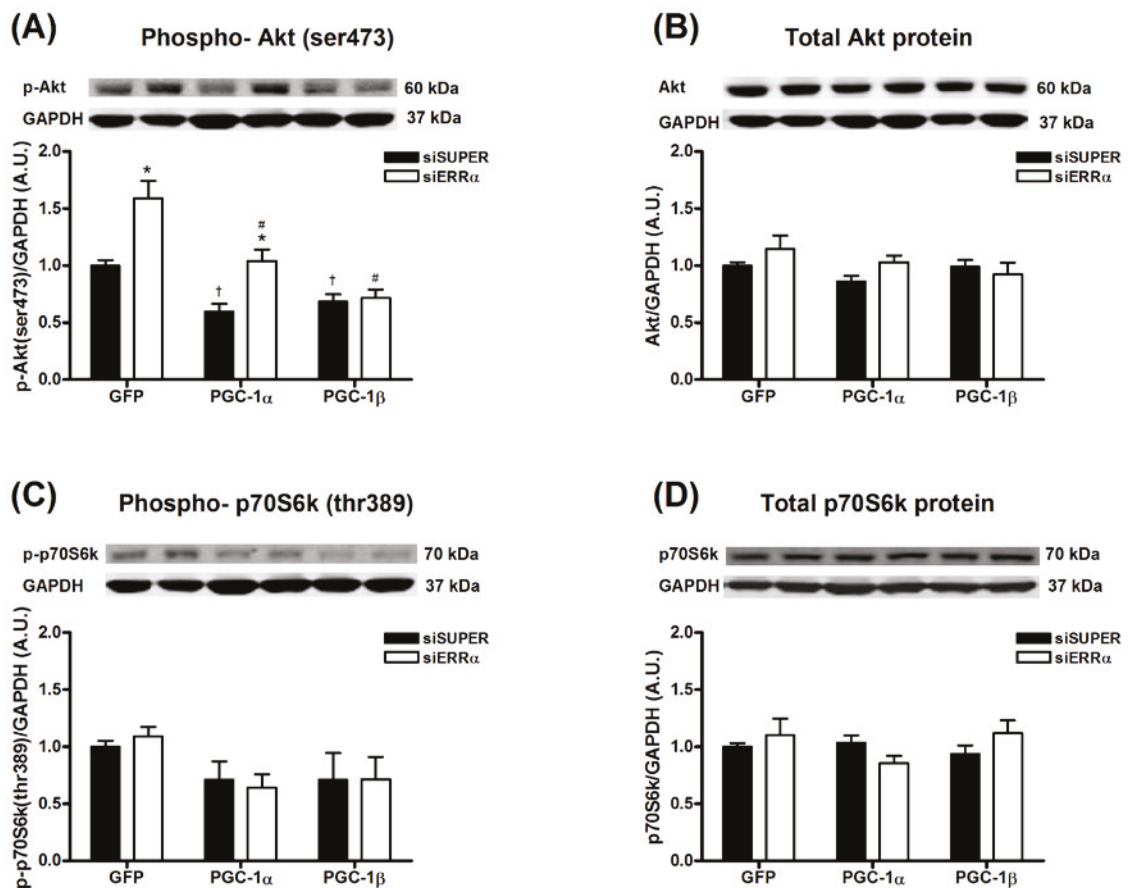 (A)
Phospho- Akt (ser473)
p-Akt
60 kDa
GAPDH
37 kDa
p-Akt(ser473)/GAPDH (A.U.)
2.0
1.5
1.0
0.5
0.0
siSUPER
siERRα
*
†
#
*
†
#
GFP
PGC-1α
PGC-1β
(B)
Total Akt protein
Akt
60 kDa
GAPDH
37 kDa
Akt/GAPDH (A.U.)
2.0
1.5
1.0
0.5
0.0
siSUPER
siERRα
GFP
PGC-1α
PGC-1β
(C)
Phospho- p70S6k (thr389)
p-p70S6k
70 kDa
GAPDH
37 kDa
p-p70S6k(thr389)/GAPDH (A.U.)
2.0
1.5
1.0
0.5
0.0
siSUPER
siERRα
GFP
PGC-1α
PGC-1β
(D)
Total p70S6k protein
p70S6k
70 kDa
GAPDH
37 kDa
p70S6k/GAPDH (A.U.)
2.0
1.5
1.0
0.5
0.0
siSUPER
siERRα
GFP
PGC-1α
PGC-1β